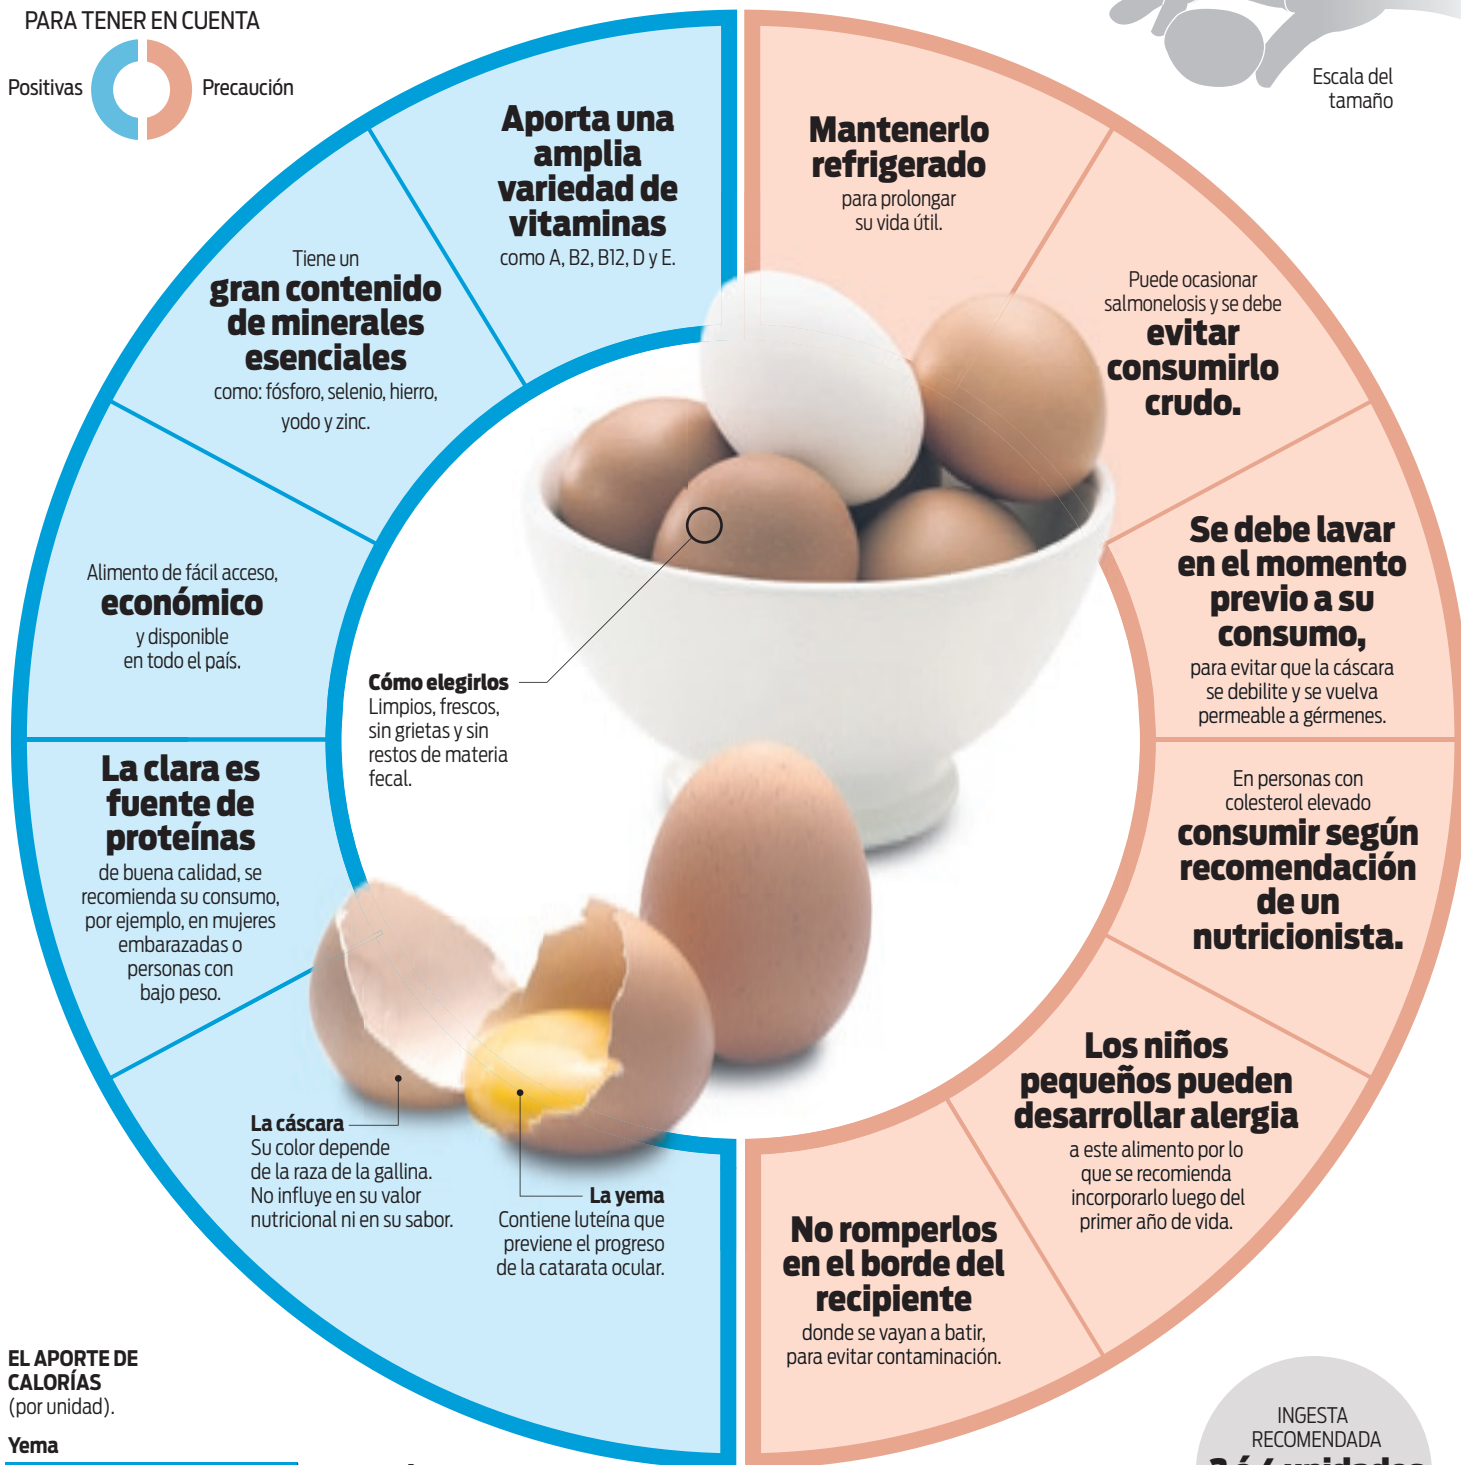 PARA TENER EN CUENTA
Positivas
Precaución
Escala del
tamaño
Aporta una
amplia
variedad de
vitaminas
como A, B2, B12, D y E.
Tiene un
gran contenido
de minerales
esenciales
como: fósforo, selenio, hierro,
yodo y zinc.
Alimento de fácil acceso,
económico
y disponible
en todo el país.
La clara es
fuente de
proteínas
de buena calidad, se
recomienda su consumo,
por ejemplo, en mujeres
embarazadas o
personas con
bajo peso.
La cáscara
Su color depende
de la raza de la gallina.
No influye en su valor
nutricional ni en su sabor.
La yema
Contiene luteína que
previene el progreso
de la catarata ocular.
Cómo elegirlos
Limpios, frescos,
sin grietas y sin
restos de materia
fecal.
Mantenerlo
refrigerado
para prolongar
su vida útil.
Puede ocasionar
salmonelosis y se debe
evitar
consumirlo
crudo.
Se debe lavar
en el momento
previo a su
consumo,
para evitar que la cáscara
se debilite y se vuelva
permeable a gérmenes.
En personas con
colesterol elevado
consumir según
recomendación
de un
nutricionista.
Los niños
pequeños pueden
desarrollar alergia
a este alimento por lo
que se recomienda
incorporarlo luego del
primer año de vida.
No romperlos
en el borde del
recipiente
donde se vayan a batir,
para evitar contaminación.
EL APORTE DE
CALORÍAS
(por unidad).
Yema
INGESTA
RECOMENDADA
ó 4 unidades